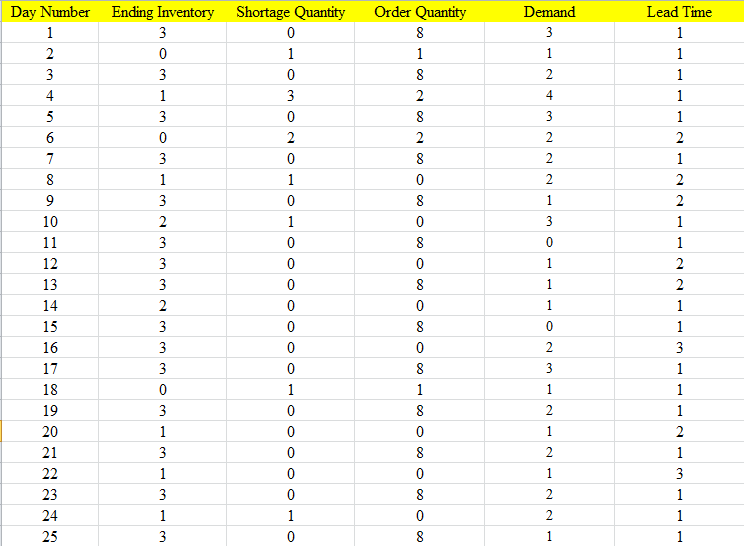 Day Number Ending Inventory Shortage Quantity Order Quantity Demand Lead Time
1 3 0 8 3 1
2 0 1 1 1 1
3 3 0 8 2 1
4 1 3 2 4 1
5 3 0 8 3 1
6 0 2 2 2 2
7 3 0 8 2 1
8 1 1 0 2 2
9 3 0 8 1 2
10 2 1 0 3 1
11 3 0 8 0 1
12 3 0 0 1 2
13 3 0 8 1 2
14 2 0 0 1 1
15 3 0 8 0 1
16 3 0 0 2 3
17 3 0 8 3 1
18 0 1 1 1 1
19 3 0 8 2 1
20 1 0 0 1 2
21 3 0 8 2 1
22 1 0 0 1 3
23 3 0 8 2 1
24 1 1 0 2 1
25 3 0 8 1 1